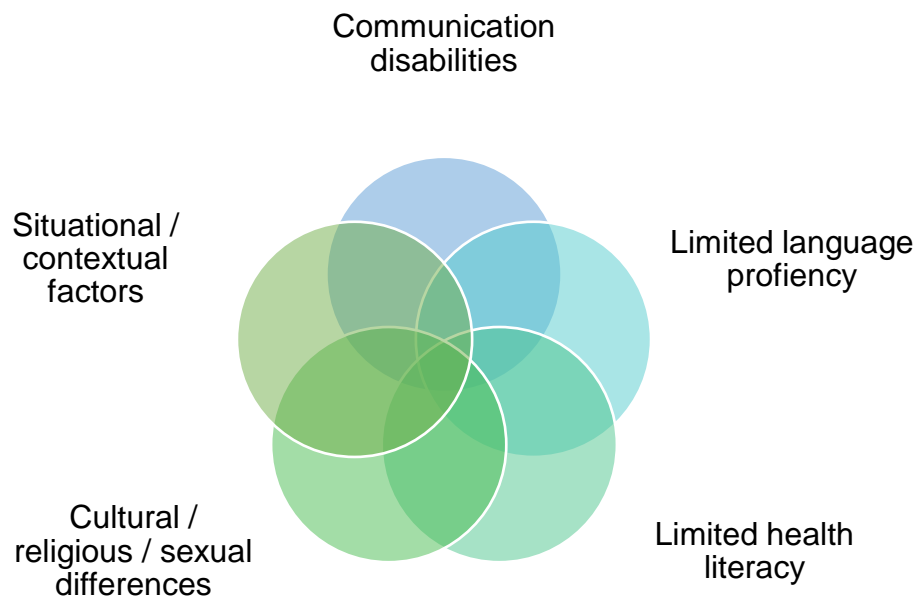 Communication
disabilities
Situational /
contextual
factors
Limited language
profiency
Cultural /
religious / sexual
differences
Limited health
literacy